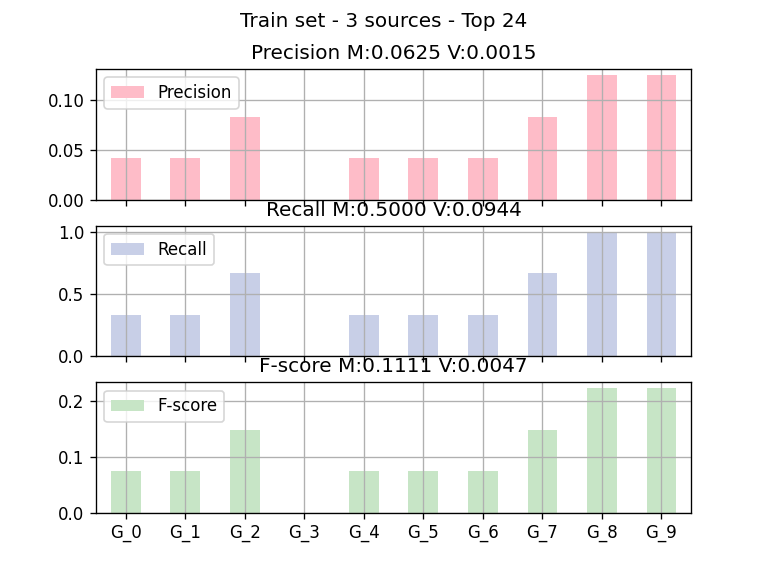 Train set - 3 sources - Top 24
Precision M:0.0625 V:0.0015
0.10
0.05
0.00
Precision
Recall M:0.5000 V:0.0944
1.0
0.5
0.0
Recall
F-score M:0.1111 V:0.0047
0.2
0.1
0.0
F-score
G_0 G_1 G_2 G_3 G_4 G_5 G_6 G_7 G_8 G_9